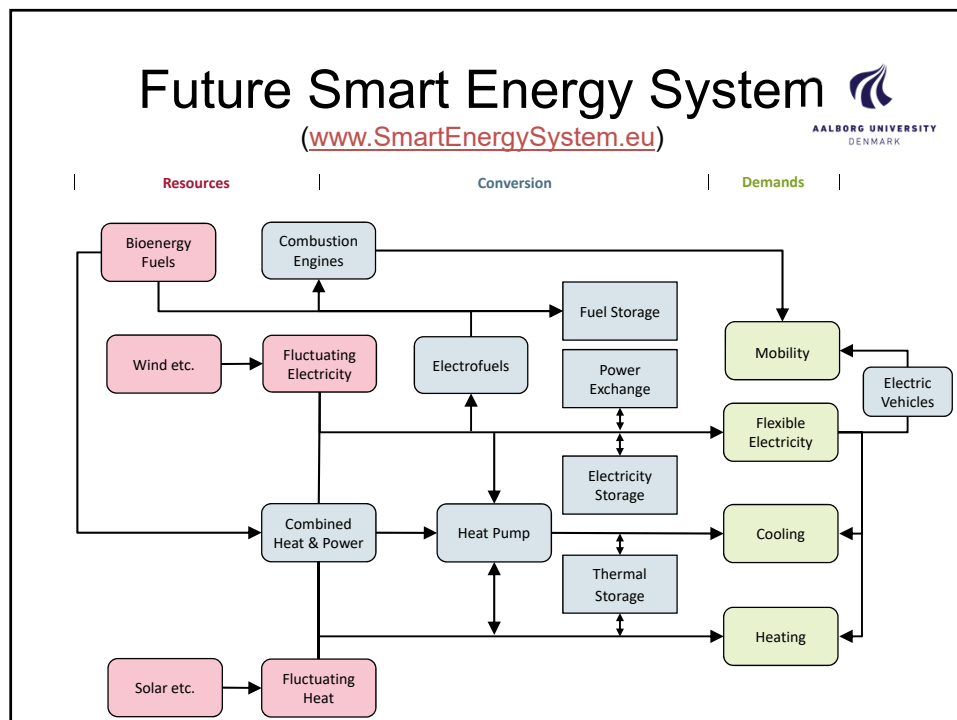 Future Smart Energy System
(www.SmartEnergySystem.eu)
AALBORG UNIVERSITY
DENMARK
Resources
Conversion
Demands
Bioenergy
Fuels
Combustion
Engines
Fuel Storage
Mobility
Wind etc.
Fluctuating
Electricity
Electrofuels
Power
Exchange
Electric
Vehicles
Flexible
Electricity
Electricity
Storage
Combined
Heat & Power
Heat Pump
Cooling
Thermal
Storage
Heating
Solar etc.
Fluctuating
Heat